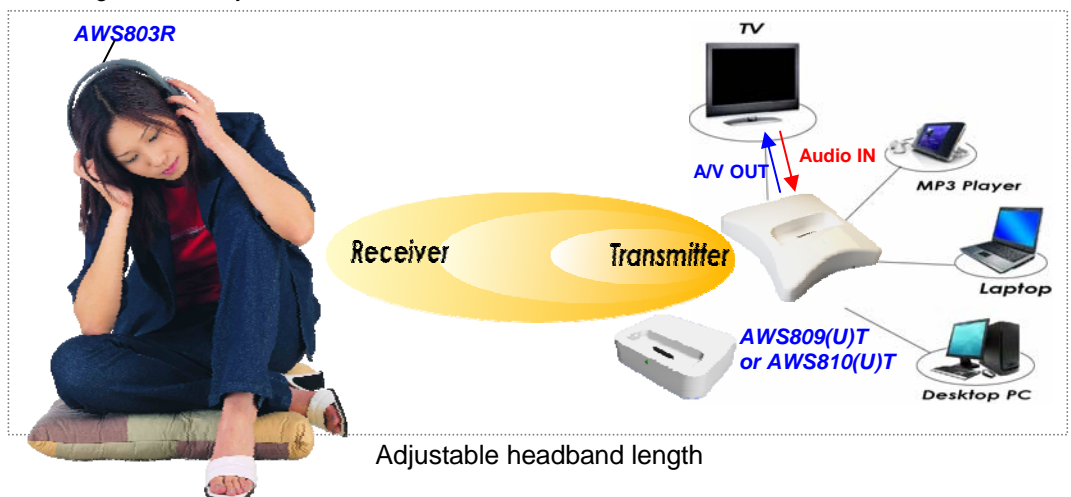 AWS803R
TV
A/V OUT
Audio IN
MP3 Player
Receiver
Transmitter
Laptop
AWS809(U)T
or AWS810(U)T
Desktop PC
Adjustable headband length